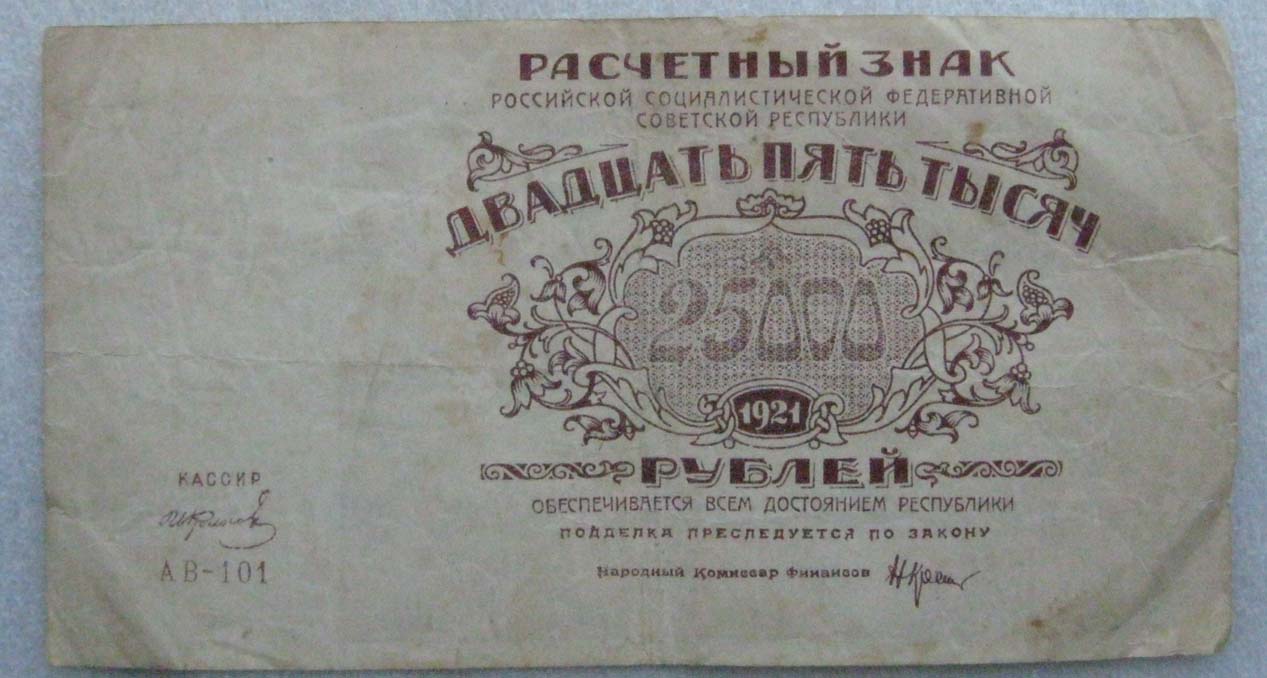 РАСЧЕТНЫЙ ЗНАК
РОССИЙСКОЙ СОЦИАЛИСТИЧЕСКОЙ ФЕДЕРАТИВНОЙ
СОВЕТСКОЙ РЕСПУБЛИКИ
ДВАДЦАТЬ ПЯТЬ ТЫСЯЧ
25000
1921
РУБЛЕЙ
ОБЕСПЕЧИВАЕТСЯ ВСЕМ ДОСТОЯНИЕМ РЕСПУБЛИКИ
ПОДДЕЛКА ПРЕСЛЕДУЕТСЯ ПО ЗАКОНУ
Народный Комиссар Финансов
КАССИР
АВ-101